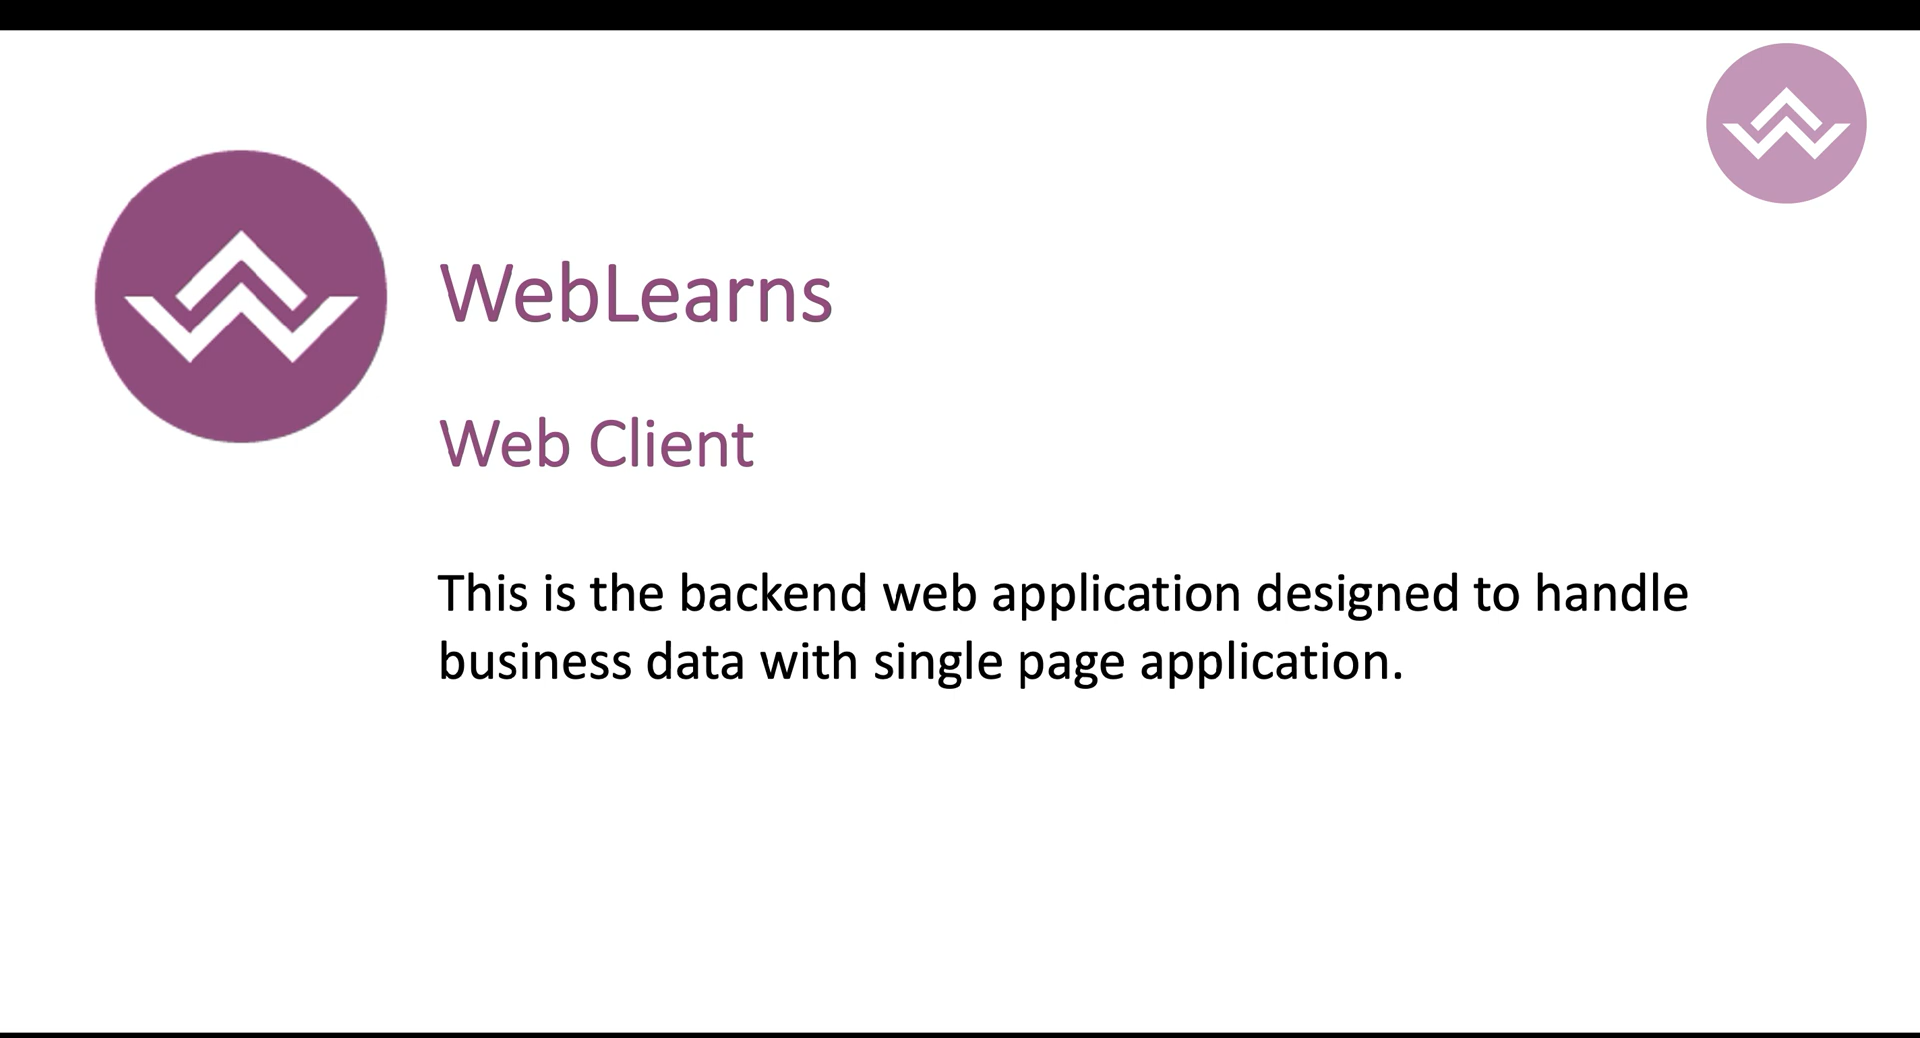 WebLearns
Web Client
This is the backend web application designed to handle
business data with single page application.